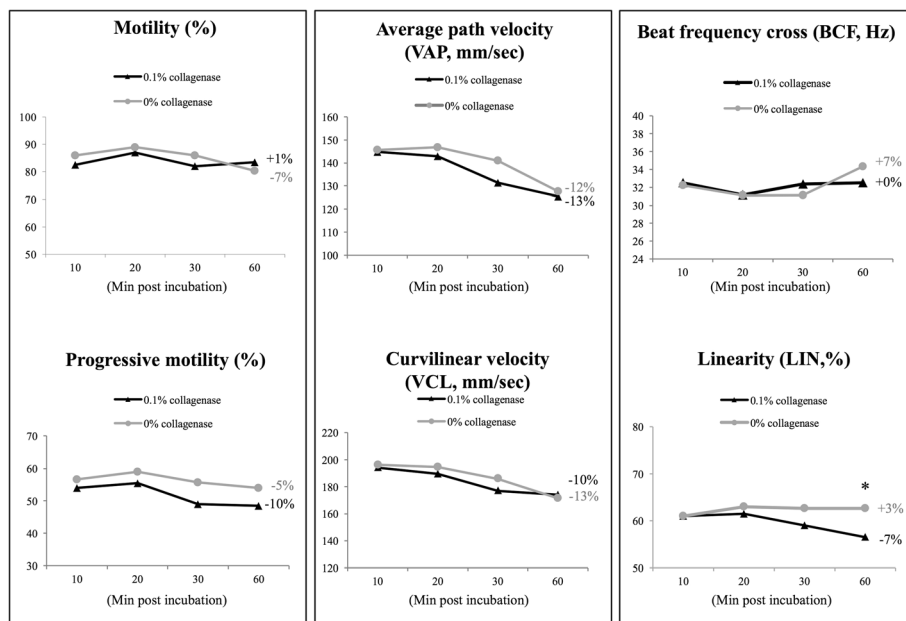 Motility (%)
0.1% collagenase
0% collagenase
100
90
80
70
60
50
+1%
-7%
10 20 30 60
(Min post incubation)
Average path velocity
(VAP, mm/sec)
0.1% collagenase
0% collagenase
160
150
140
130
120
110
100
-12%
-13%
10 20 30 60
(Min post incubation)
Beat frequency cross (BCF, Hz)
0.1% collagenase
0% collagenase
40
38
36
34
32
30
28
26
24
+7%
+0%
10 20 30 60
(Min post incubation)
Progressive motility (%)
0.1% collagenase
0% collagenase
70
60
50
40
30
-5%
-10%
10 20 30 60
(Min post incubation)
Curvilinear velocity
(VCL, mm/sec)
0.1% collagenase
0% collagenase
220
200
180
160
140
120
-10%
-13%
10 20 30 60
(Min post incubation)
Linearity (LIN,%)
0.1% collagenase
0% collagenase
80
70
60
50
*
+3%
-7%
10 20 30 60
(Min post incubation)